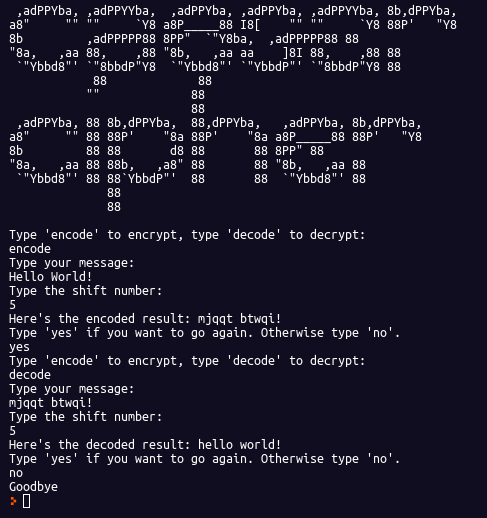 ,adPPYba, ,adPPYYba,  ,adPPYba, ,adPPYba, ,adPPYYba, 8b,dPPYba,
a8"     "" ""     `Y8 a8P_____88 I8[    "" ""     `Y8 88P'   "Y8
8b         ,adPPPPP88 8PP"  `"Y8ba,  ,adPPPPP88 88
"8a,   ,aa 88,    ,88 "8b,   ,aa aa    ]8I 88,    ,88 88
 `"Ybbd8"' `"8bbdP"Y8  `"Ybbd8"' `"YbbdP"' `"8bbdP"Y8 88
            88             88
           ""             88
                          88
 ,adPPYba, 88 8b,dPPYba,  88,dPPYba,   ,adPPYba, 8b,dPPYba,
a8"     "" 88 88P'    "8a 88P'    "8a a8P_____88 88P'   "Y8
8b         88 88       d8 88       88 8PP" 88
"8a,   ,aa 88 88b,   ,a8" 88       88 "8b,   ,aa 88
 `"Ybbd8"' 88 88`YbbdP"'  88       88  `"Ybbd8"' 88
              88
              88
Type 'encode' to encrypt, type 'decode' to decrypt:
encode
Type your message:
Hello World!
Type the shift number:
5
Here's the encoded result: mjqqt btwqi!
Type 'yes' if you want to go again. Otherwise type 'no'.
yes
Type 'encode' to encrypt, type 'decode' to decrypt:
decode
Type your message:
mjqqt btwqi!
Type the shift number:
5
Here's the decoded result: hello world!
Type 'yes' if you want to go again. Otherwise type 'no'.
no
Goodbye